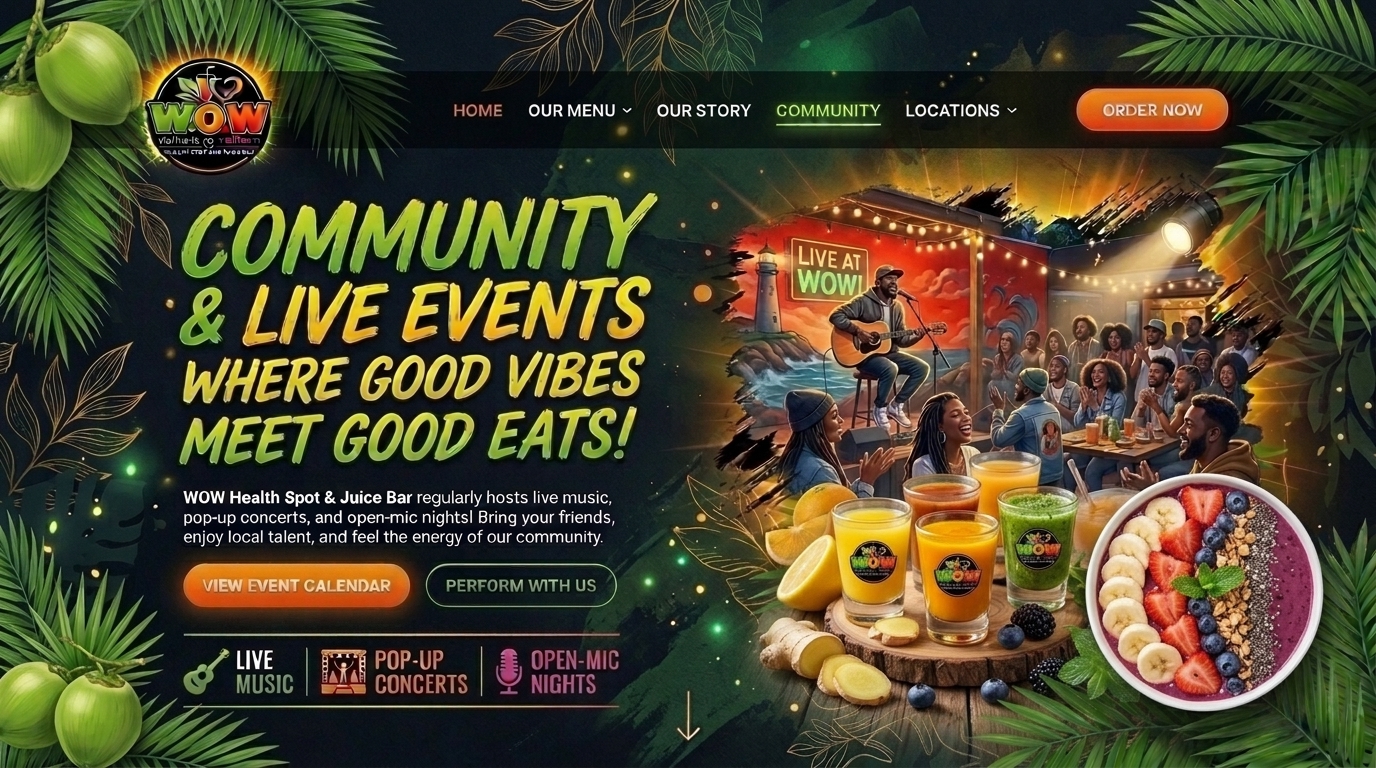 WOW
HOME
OUR MENU
OUR STORY
COMMUNITY
LOCATIONS
ORDER NOW
COMMUNITY
& LIVE EVENTS
WHERE GOOD VIBES
MEET GOOD EATS!
WOW Health Spot & Juice Bar regularly hosts live music,
pop-up concerts, and open-mic nights! Bring your friends,
enjoy local talent, and feel the energy of our community.
VIEW EVENT CALENDAR
PERFORM WITH US
LIVE
MUSIC
POP-UP
CONCERTS
OPEN-MIC
NIGHTS
LIVE AT
WOW!
WOW
WOW
WOW